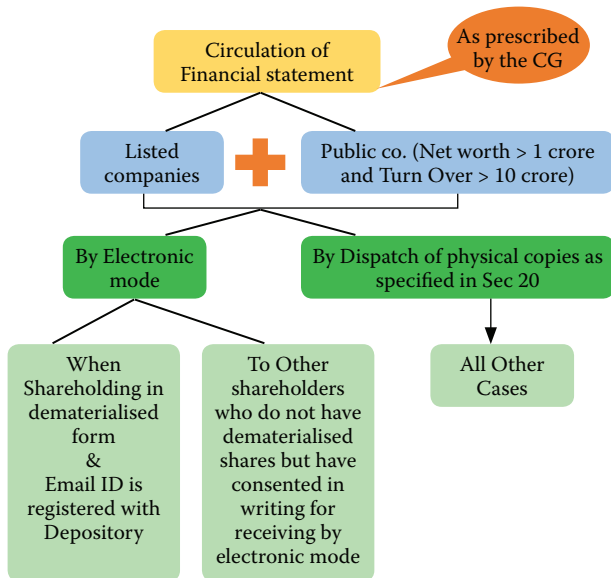 Circulation of
Financial statement
As prescribed
by the CG
Listed
companies
Public co. (Net worth > 1 crore
and Turn Over > 10 crore)
By Electronic
mode
By Dispatch of physical copies as
specified in Sec 20
When
Shareholding in
dematerialised
form
&
Email ID is
registered with
Depository
To Other
shareholders
who do not have
dematerialised
shares but have
consented in
writing for
receiving by
electronic mode
All Other
Cases